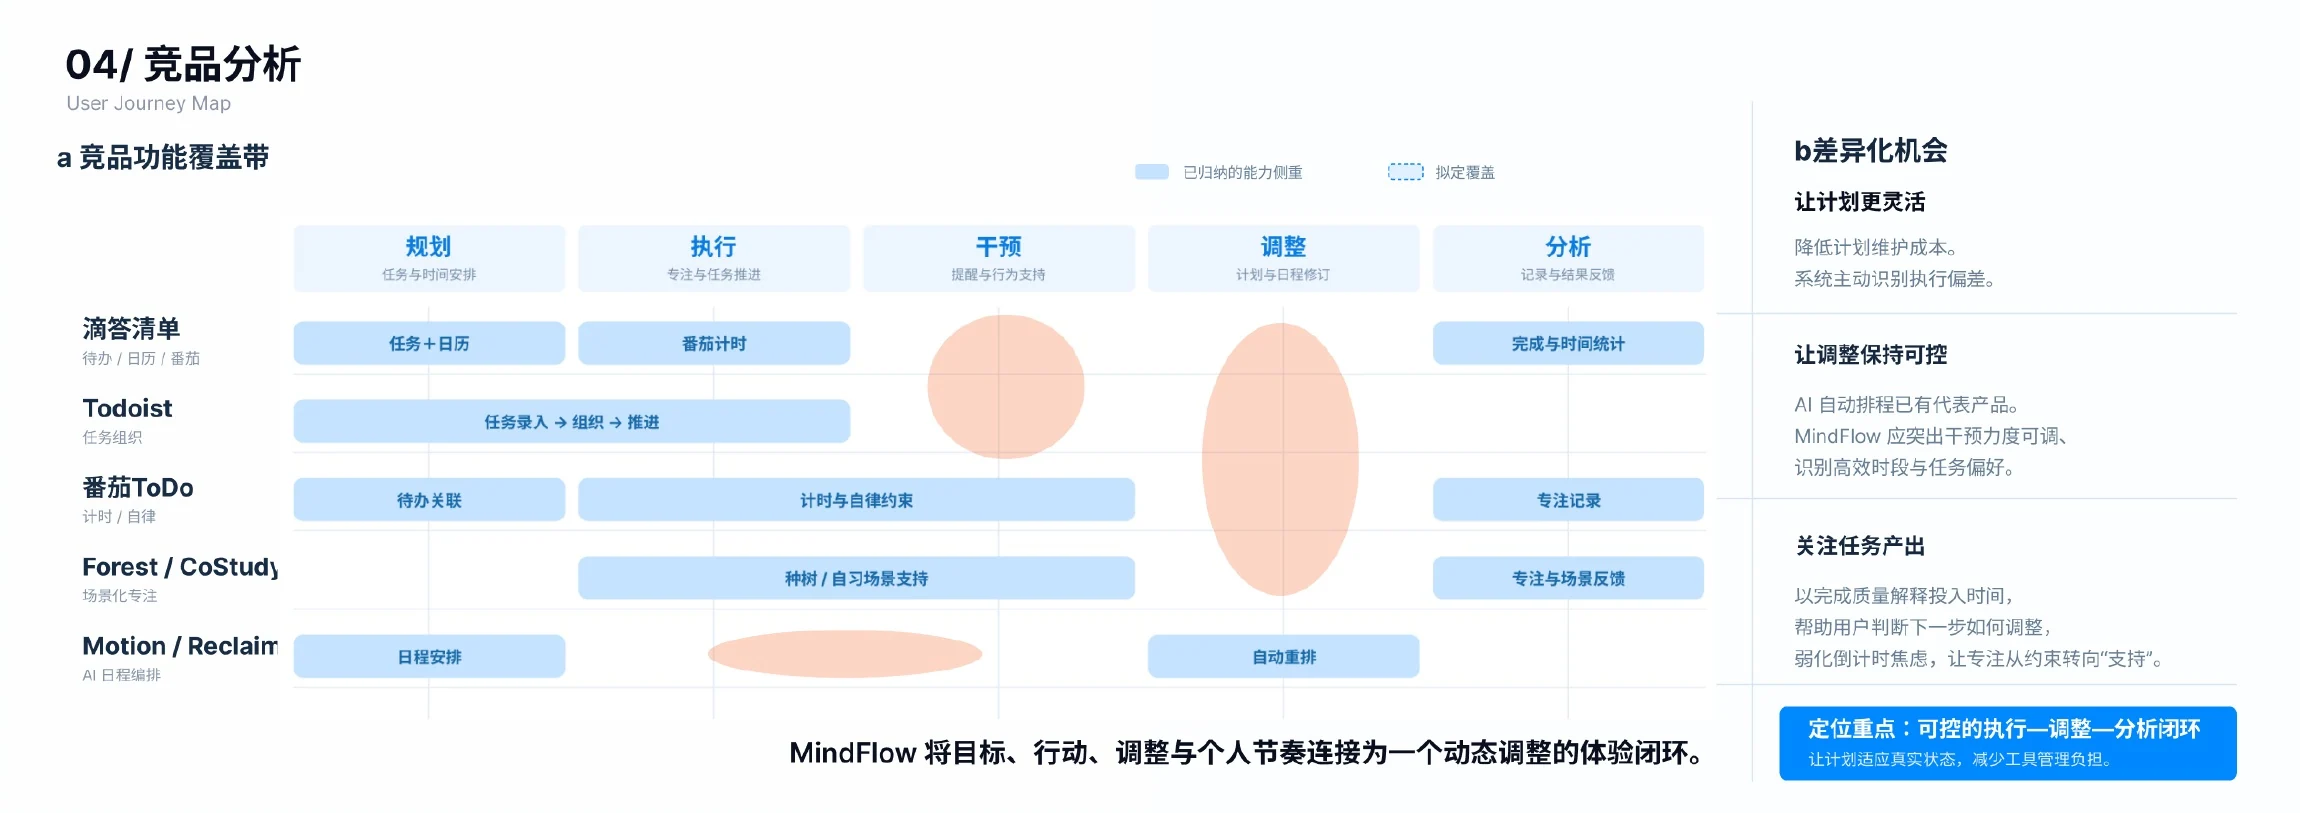 04/ 竞品分析
User Journey Map
a 竞品功能覆盖带
已归纳的能力侧重
拟定覆盖
规划
任务与时间安排
执行
专注与任务推进
干预
提醒与行为支持
调整
计划与日程修订
分析
记录与结果反馈
滴答清单
待办 / 日历 / 番茄
任务＋日历
番茄计时
完成与时间统计
Todoist
任务组织
任务录入 → 组织 → 推进
番茄ToDo
计时 / 自律
待办关联
计时与自律约束
专注记录
Forest / CoStudy
场景化专注
种树 / 自习场景支持
专注与场景反馈
Motion / Reclaim
AI 日程编排
日程安排
自动重排
MindFlow 将目标、行动、调整与个人节奏连接为一个动态调整的体验闭环。
b差异化机会
让计划更灵活
降低计划维护成本。
系统主动识别执行偏差。
让调整保持可控
AI 自动排程已有代表产品。
MindFlow 应突出干预力度可调、
识别高效时段与任务偏好。
关注任务产出
以完成质量解释投入时间，
帮助用户判断下一步如何调整，
弱化倒计时焦虑，让专注从约束转向“支持”。
定位重点：可控的执行—调整—分析闭环
让计划适应真实状态，减少工具管理负担。